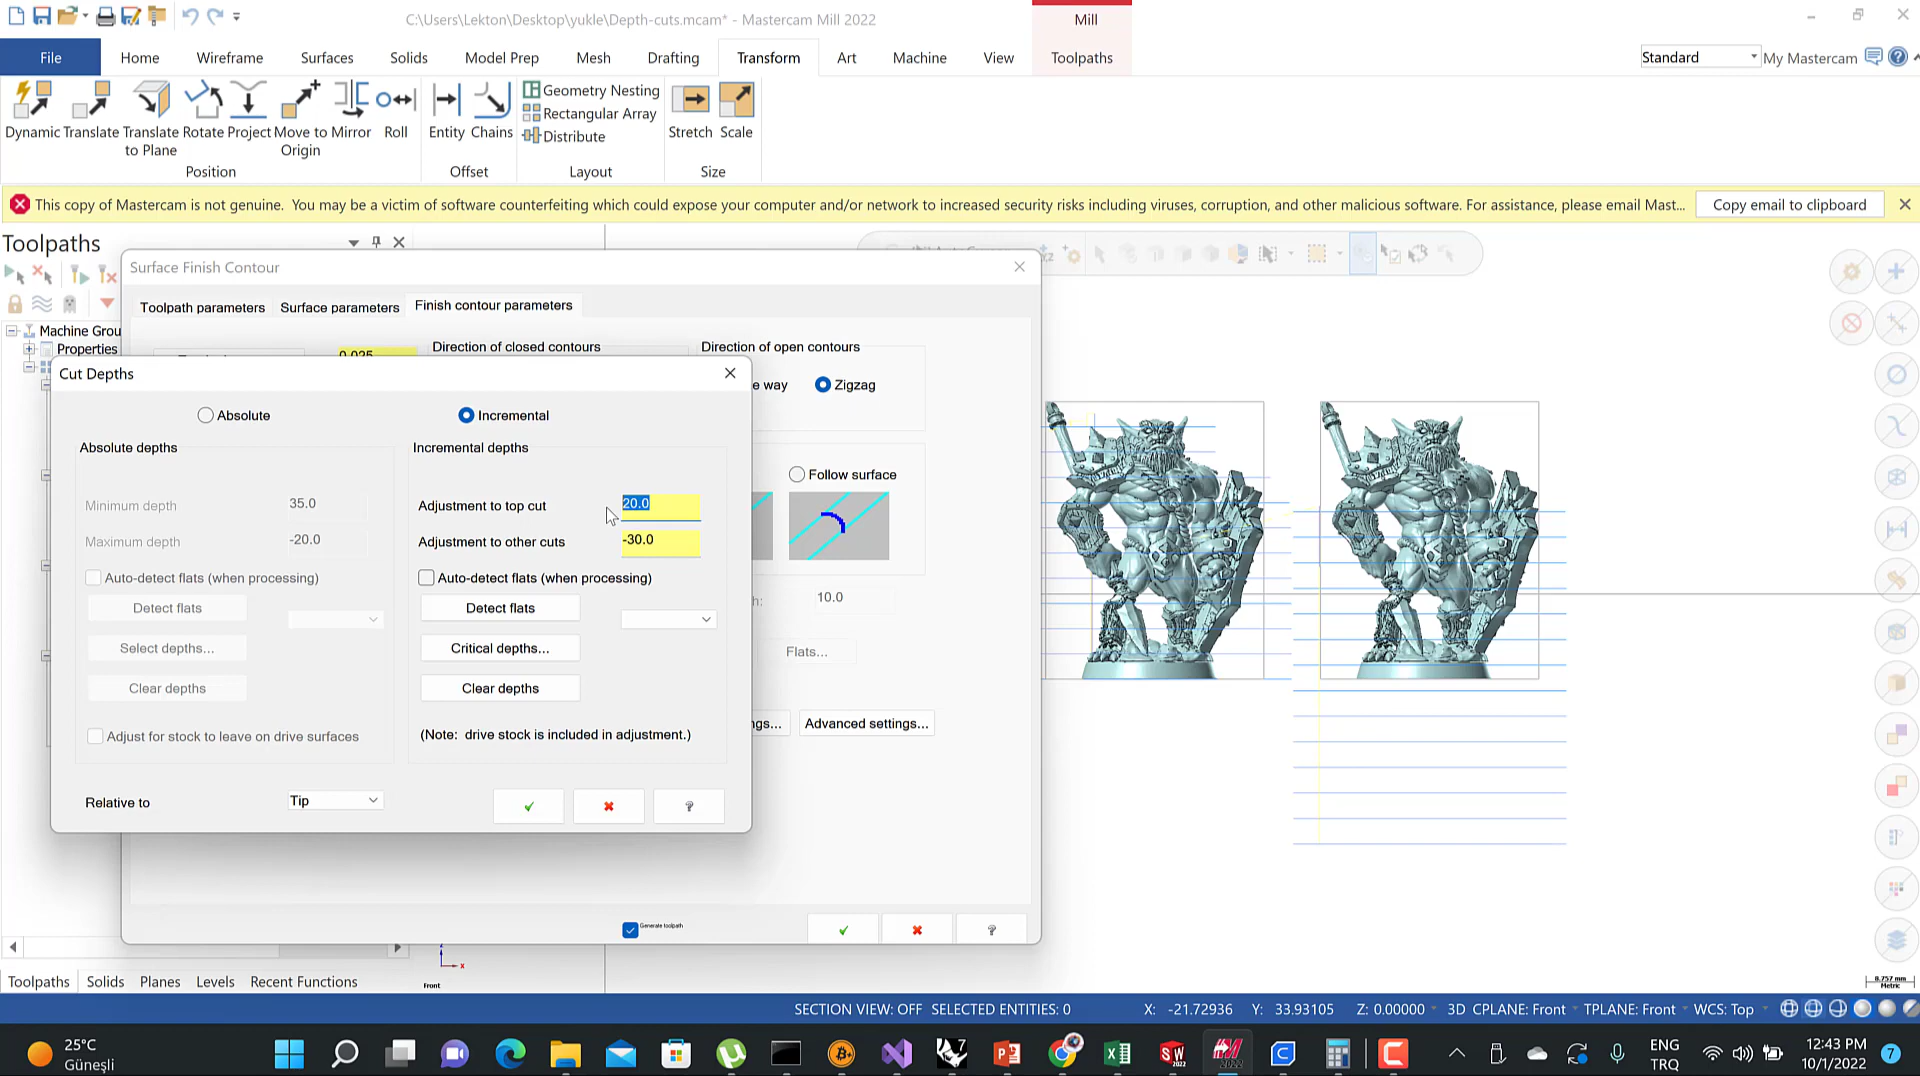 C:\Users\Lekton\Desktop\yukle\Depth-cuts.mcam* - Mastercam Mill 2022
Mill
File
Home
Wireframe
Surfaces
Solids
Model Prep
Mesh
Drafting
Transform
Art
Machine
View
Toolpaths
Standard
My Mastercam
Dynamic
Translate
Translate to Plane
Rotate
Project
Move to Origin
Mirror
Roll
Entity
Chains
Geometry Nesting
Rectangular Array
Distribute
Stretch
Scale
Position
Offset
Layout
Size
This copy of Mastercam is not genuine. You may be a victim of software counterfeiting which could expose your computer and/or network to increased security risks including viruses, corruption, and other malicious software. For assistance, please email Mast...
Copy email to clipboard
Toolpaths
Machine Grou
Properties
Surface Finish Contour
Toolpath parameters
Surface parameters
Finish contour parameters
0.025
Direction of closed contours
Direction of open contours
e way
Zigzag
Follow surface
h:
10.0
Flats...
ngs...
Advanced settings...
Generate toolpath
Cut Depths
Absolute
Incremental
Absolute depths
Incremental depths
Minimum depth
35.0
Adjustment to top cut
20.0
Maximum depth
-20.0
Adjustment to other cuts
-30.0
Auto-detect flats (when processing)
Auto-detect flats (when processing)
Detect flats
Detect flats
Select depths...
Critical depths...
Clear depths
Clear depths
Adjust for stock to leave on drive surfaces
(Note: drive stock is included in adjustment.)
Relative to
Tip
x
Front
Toolpaths
Solids
Planes
Levels
Recent Functions
0.757 mm
Metric
SECTION VIEW: OFF
SELECTED ENTITIES: 0
X: -21.72936
Y: 33.93105
Z: 0.00000
3D
CPLANE: Front
TPLANE: Front
WCS: Top
25°C
Güneşli
ENG
TRQ
12:43 PM
10/1/2022
7